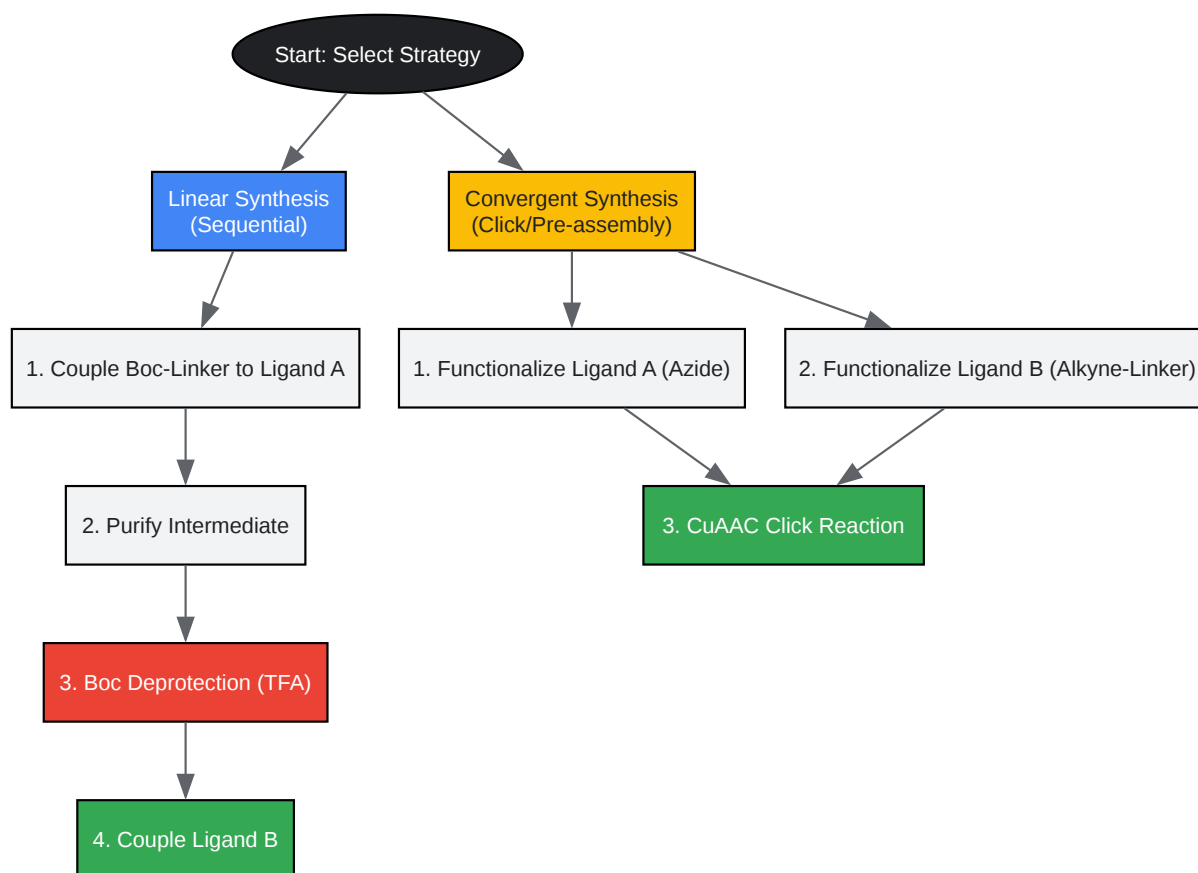 Start: Select Strategy
Linear Synthesis
(Sequential)
Convergent Synthesis
(Click/Pre-assembly)
1. Couple Boc-Linker to Ligand A
1. Functionalize Ligand A (Azide)
2. Functionalize Ligand B (Alkyne-Linker)
2. Purify Intermediate
3. CuAAC Click Reaction
3. Boc Deprotection (TFA)
4. Couple Ligand B